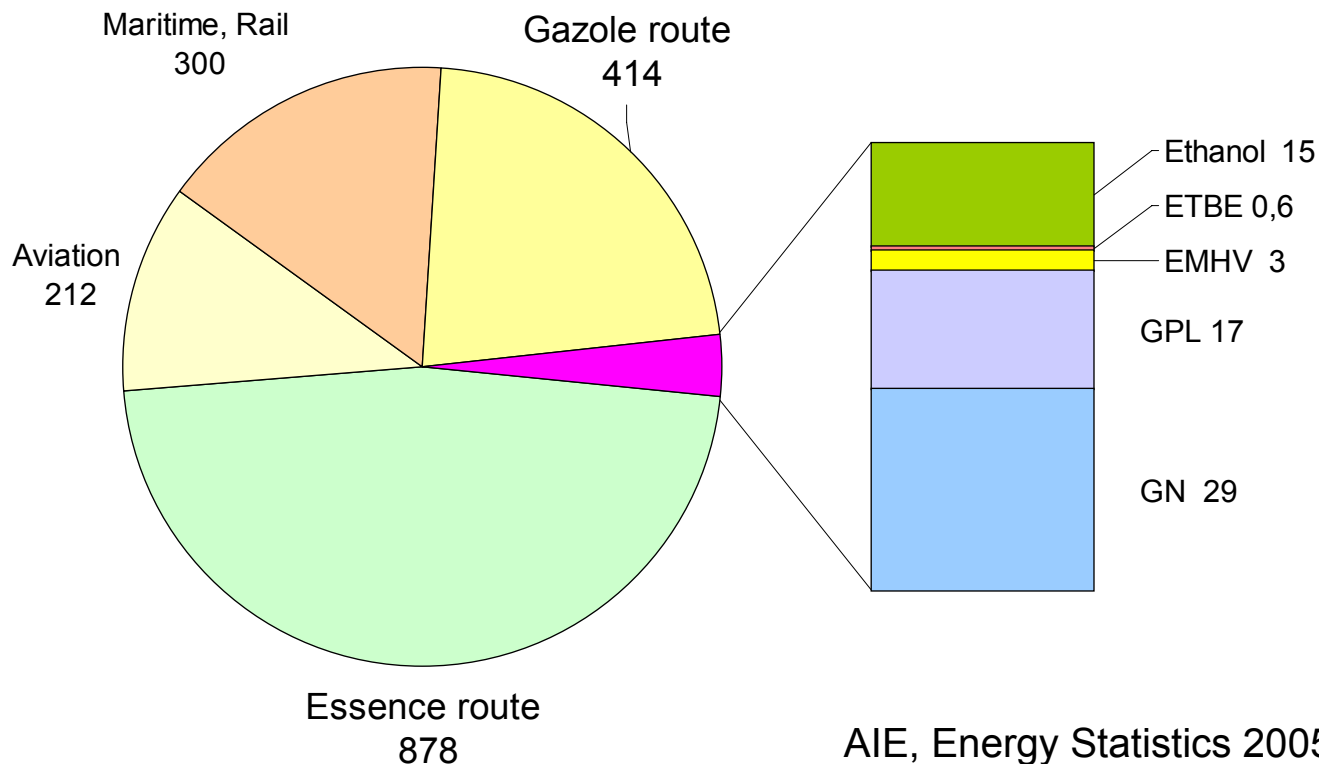 Maritime, Rail
300
Gazole route
414
Aviation
212
Essence route
878
Ethanol 15
ETBE 0,6
EMHV 3
GPL 17
GN 29
AIE, Energy Statistics 2005